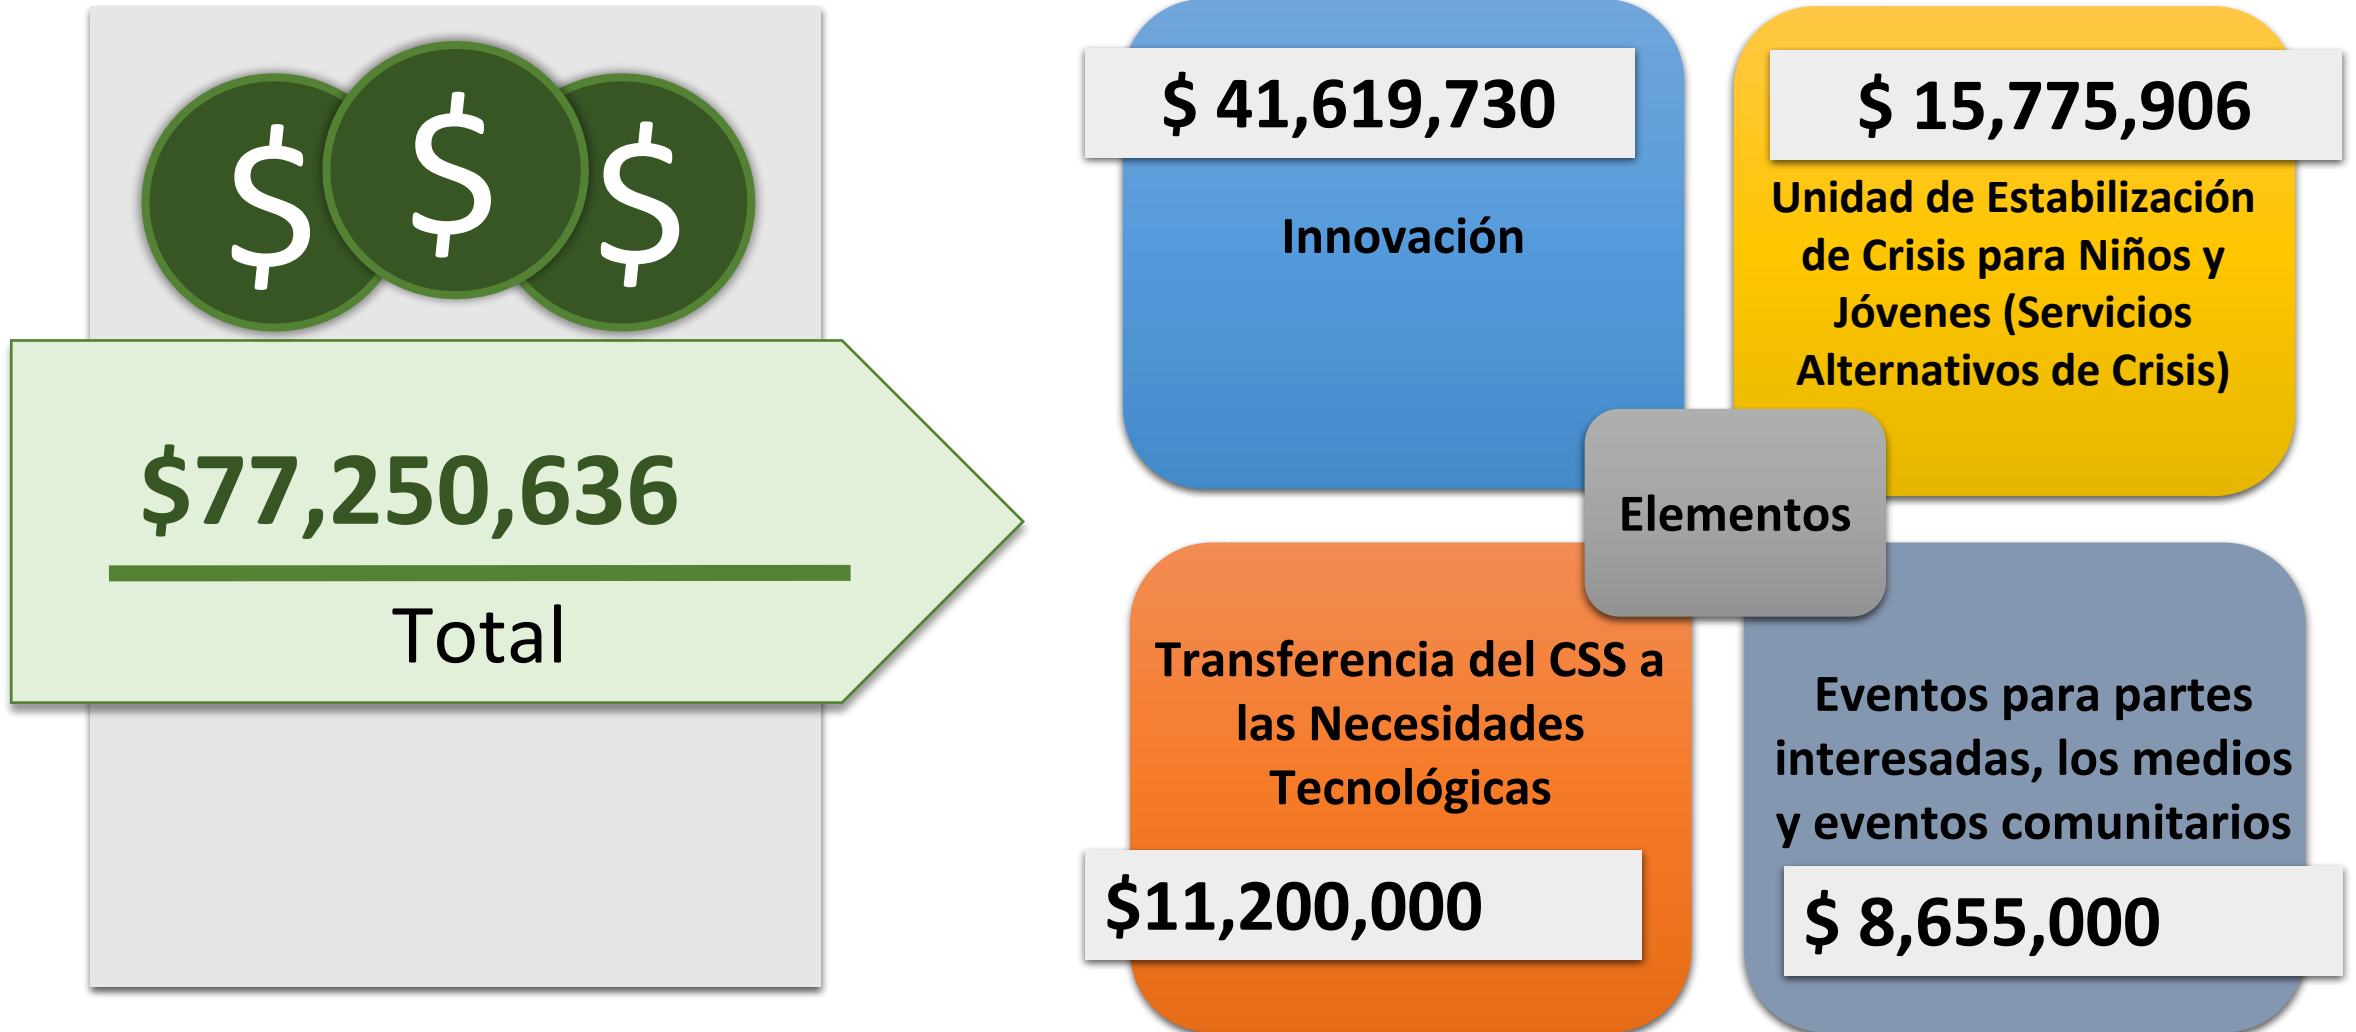 $ $ $
$77,250,636
Total
$ 41,619,730
Innovación
$ 15,775,906
Unidad de Estabilización
de Crisis para Niños y
Jóvenes (Servicios
Alternativos de Crisis)
Elementos
Transferencia del CSS a
las Necesidades
Tecnológicas
$11,200,000
Eventos para partes
interesadas, los medios
y eventos comunitarios
$ 8,655,000